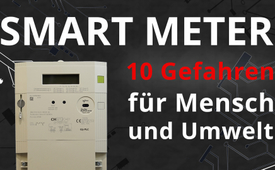 SMART METER
10 Gefahren
für Mensch
und Umwelt